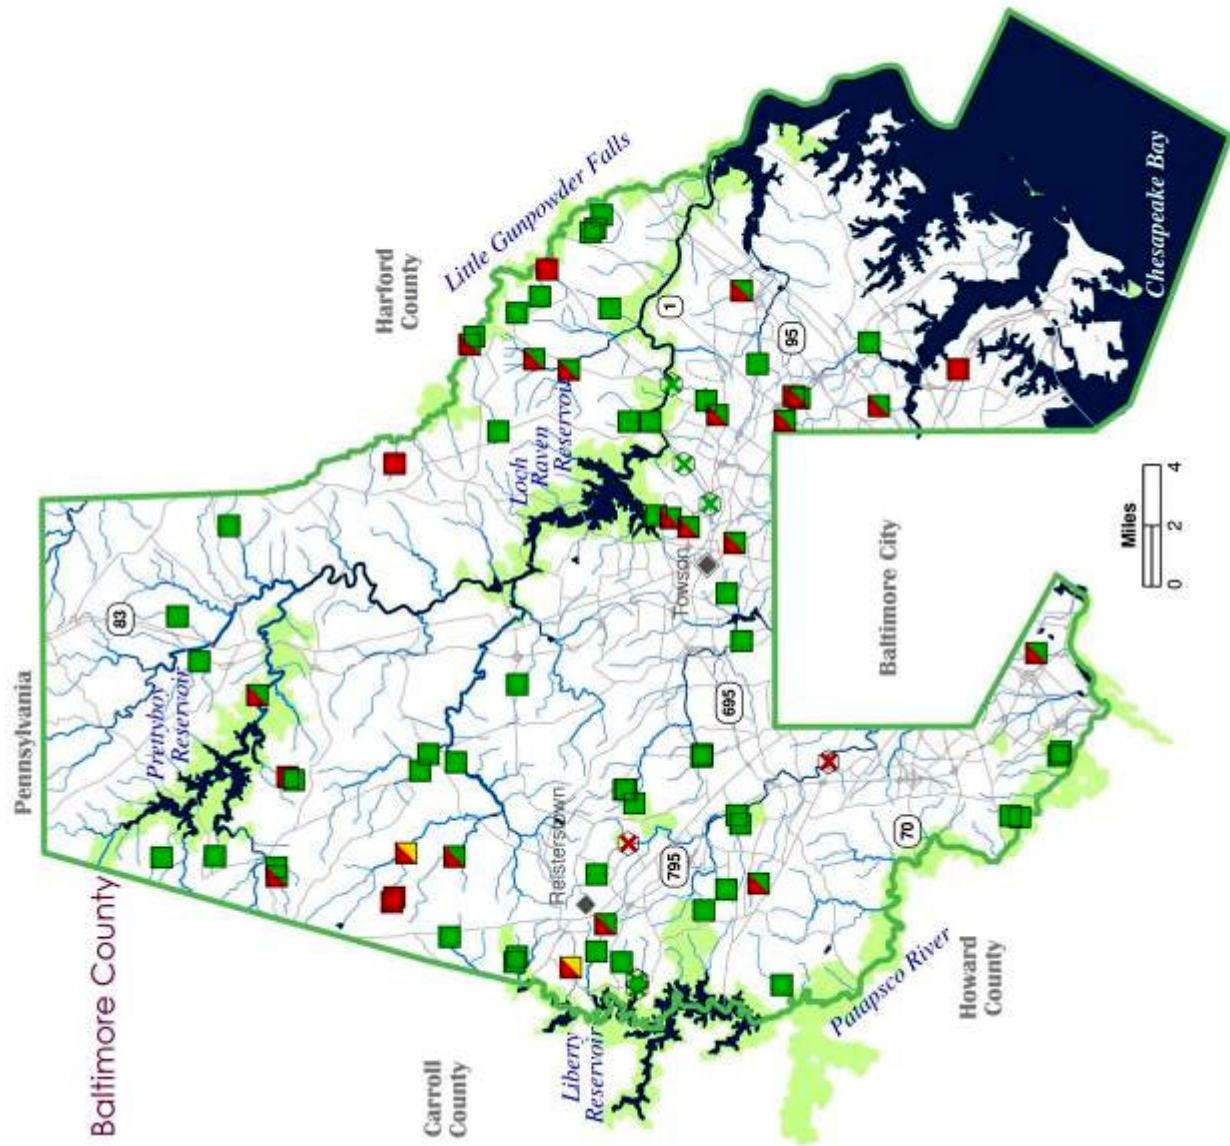 Baltimore County
Pennsylvania
83
Prettyboy
Reservoir
Harford
County
Little Gunpowder Falls
Loch
Raven
Reservoir
1
95
Towson
695
Reisterstown
795
Carroll
County
Liberty
Reservoir
70
Patapsco River
Howard
County
Baltimore City
Chesapeake Bay
Miles
0 2 4